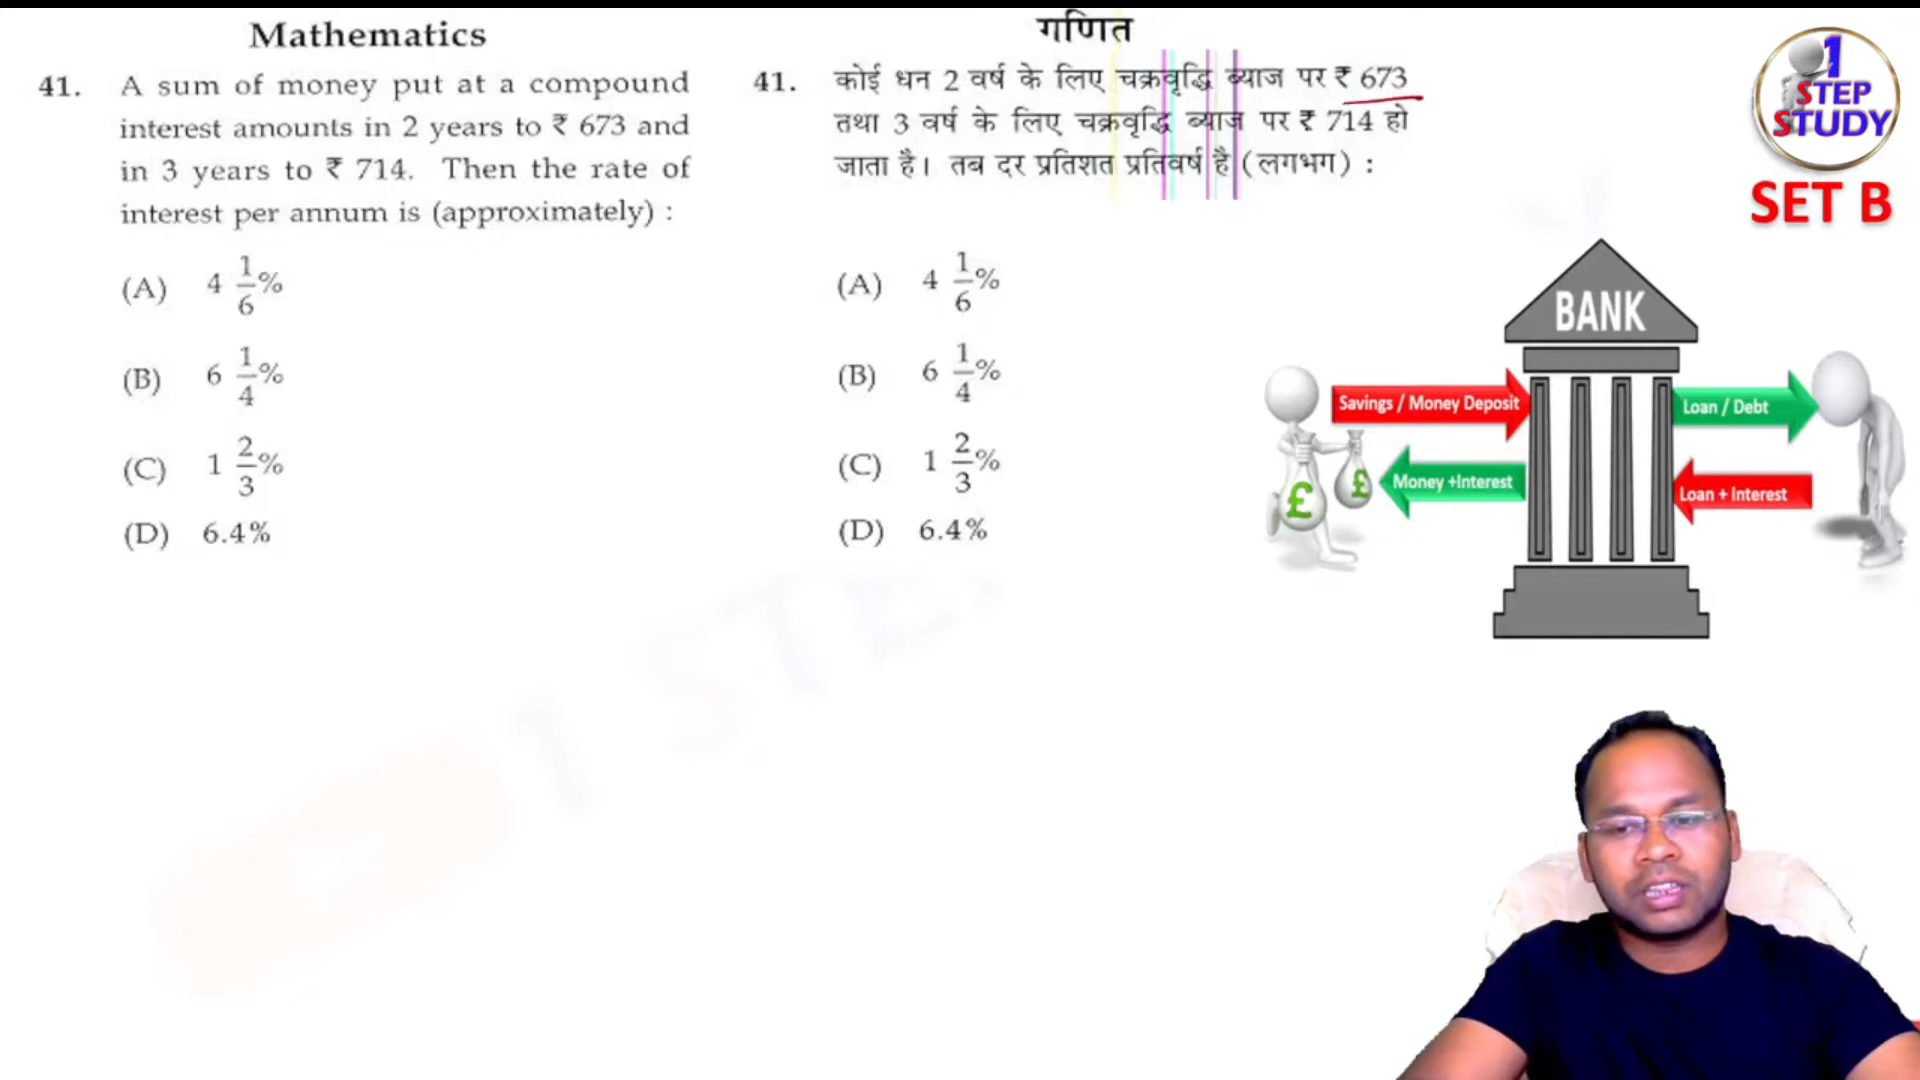 Mathematics
41. A sum of money put at a compound
interest amounts in 2 years to ₹ 673 and
in 3 years to ₹ 714. Then the rate of
interest per annum is (approximately) :
(A) 4 1/6%
(B) 6 1/4%
(C) 1 2/3%
(D) 6.4%
गणित
41. कोई धन 2 वर्ष के लिए चक्रवृद्धि ब्याज पर ₹ 673
तथा 3 वर्ष के लिए चक्रवृद्धि ब्याज पर ₹ 714 हो
जाता है। तब दर प्रतिशत प्रतिवर्ष है (लगभग) :
(A) 4 1/6%
(B) 6 1/4%
(C) 1 2/3%
(D) 6.4%
1
STEP
STUDY
SET B
BANK
Savings / Money Deposit
Loan / Debt
Money +Interest
Loan + Interest
£
£
1 STE